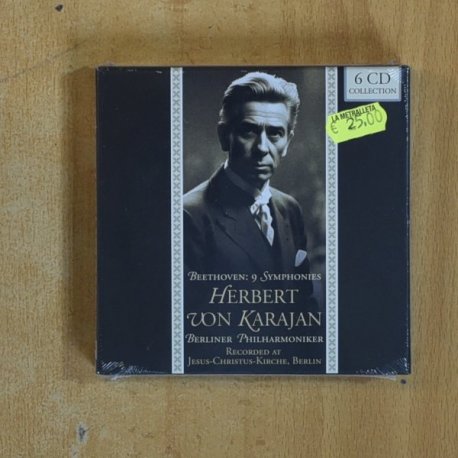 6 CD
COLLECTION
LA METRALLETA
€ 25.00
BEETHOVEN: 9 SYMPHONIES
HERBERT
VON KARAJAN
BERLINER PHILHARMONIKER
RECORDED AT
JESUS-CHRISTUS-KIRCHE, BERLIN